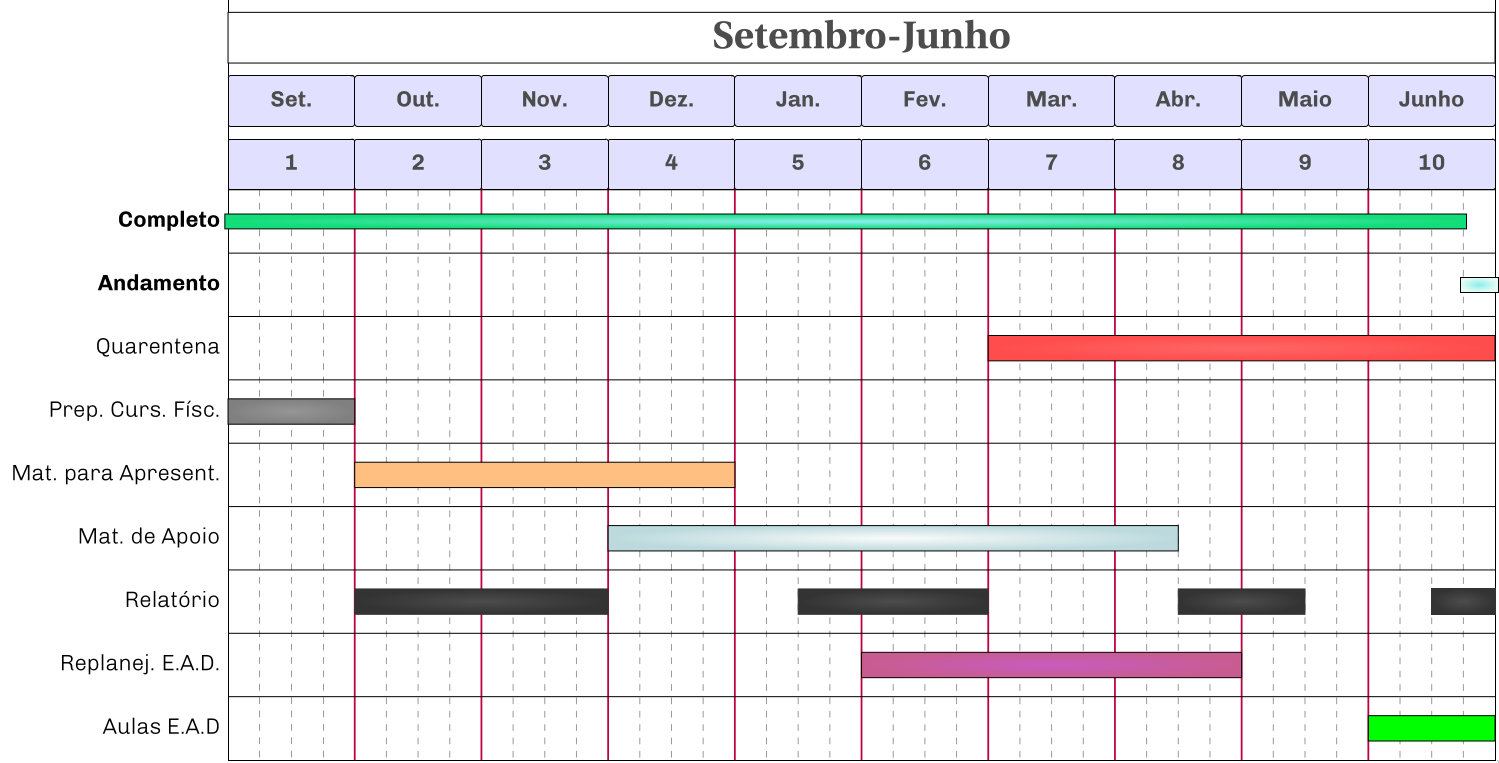 Setembro-Junho
Set. Out. Nov. Dez. Jan. Fev. Mar. Abr. Maio Junho
1 2 3 4 5 6 7 8 9 10
Completo
Andamento
Quarentena
Prep. Curs. Físc.
Mat. para Apresent.
Mat. de Apoio
Relatório
Replanej. E.A.D.
Aulas E.A.D